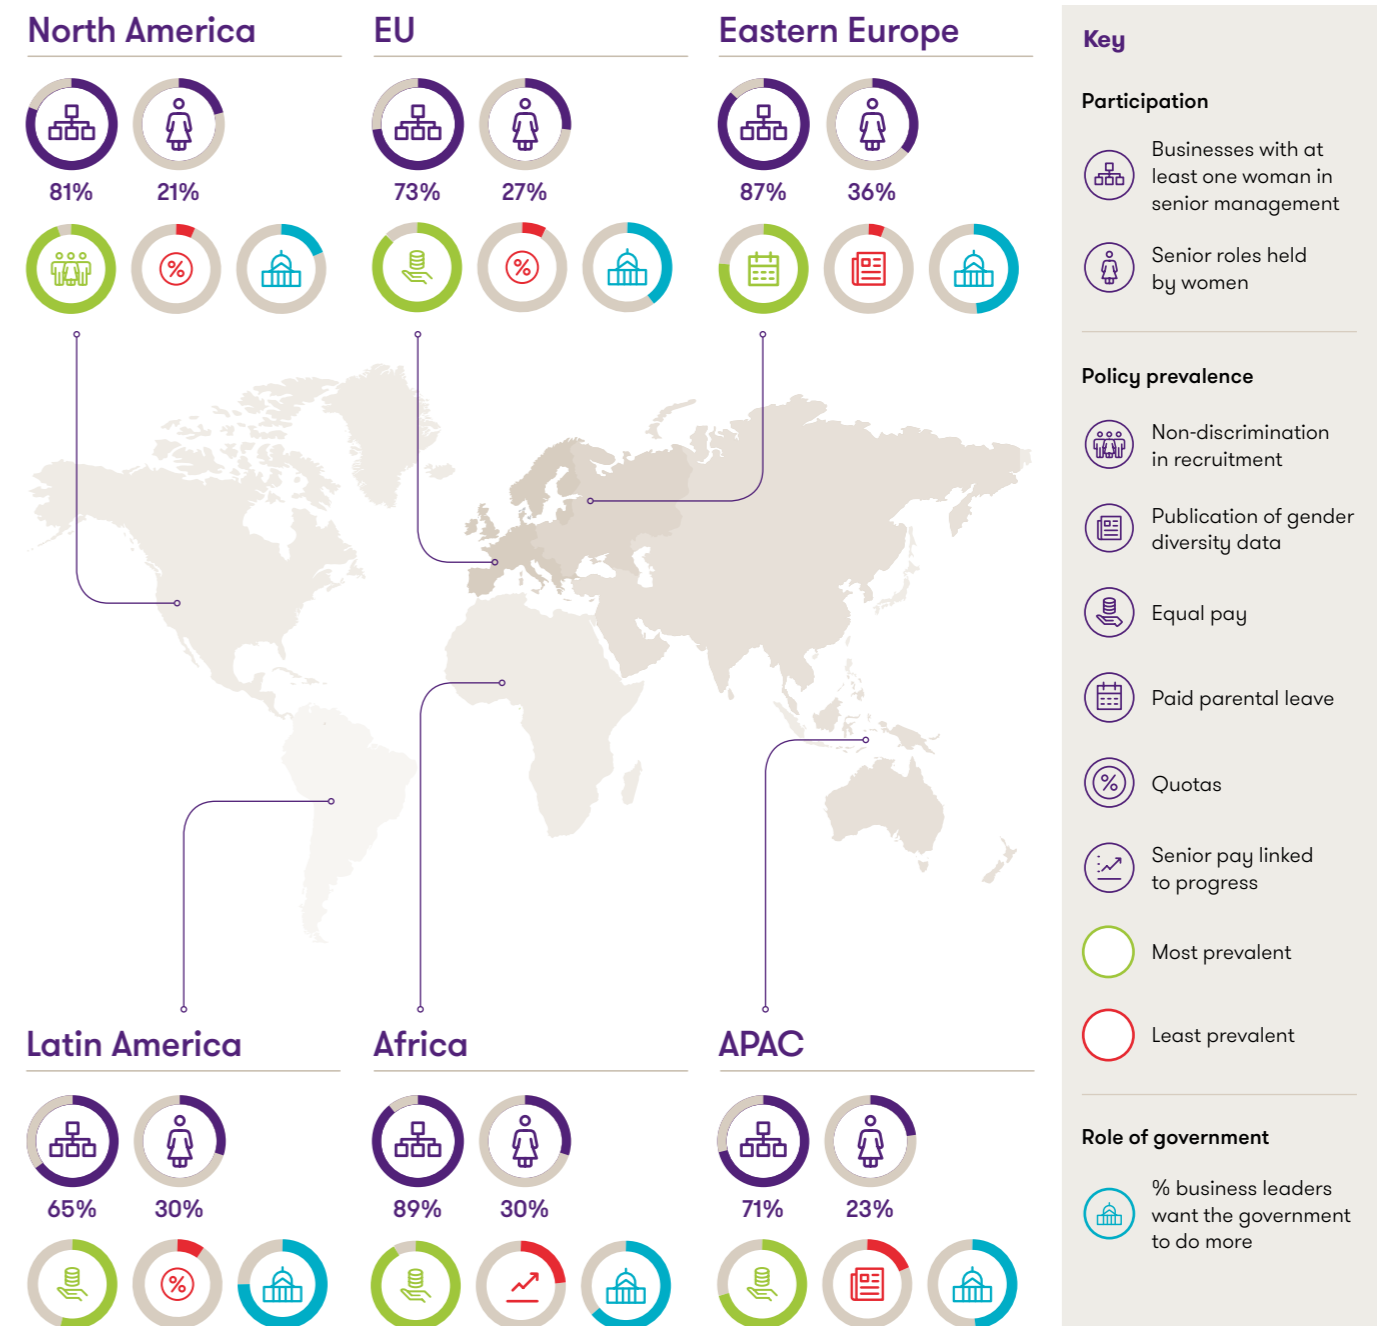 North America
EU
Eastern Europe
81%
21%
73%
27%
87%
36%
%
%
Latin America
Africa
APAC
65%
30%
89%
30%
71%
23%
%
Key
Participation
Businesses with at
least one woman in
senior management
Senior roles held
by women
Policy prevalence
Non-discrimination
in recruitment
Publication of gender
diversity data
Equal pay
Paid parental leave
%
Quotas
Senior pay linked
to progress
Most prevalent
Least prevalent
Role of government
% business leaders
want the government
to do more